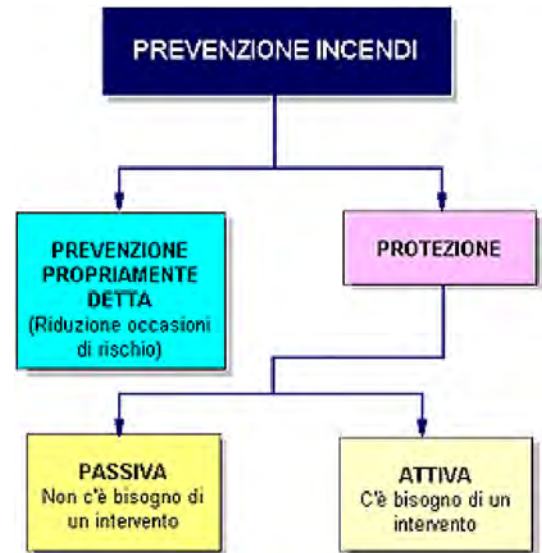 PREVENZIONE INCENDI
PREVENZIONE
PROPRIAMENTE
DETTA
(Riduzione occasioni
di rischio)
PROTEZIONE
PASSIVA
Non c'è bisogno di
un intervento
ATTIVA
C'è bisogno di un
intervento